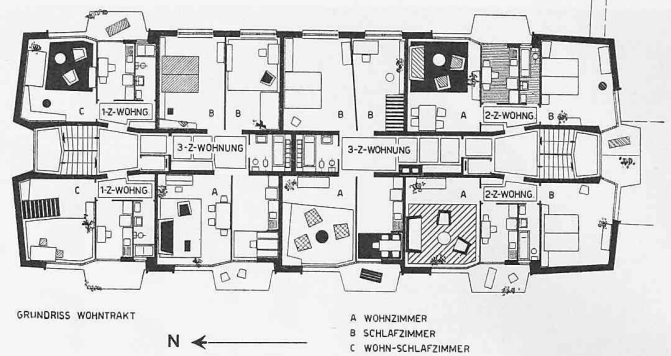 C 1-Z-WOHNG B B B B A 2-Z-WOHNG. B
3-Z-WOHNUNG 3-Z-WOHNUNG
C 1-Z-WOHNG A A A 2-Z-WOHNG. B
GRUNDRISS WOHNTRAKT
N
A WOHNZIMMER
B SCHLAFZIMMER
C WOHN-SCHLAFZIMMER